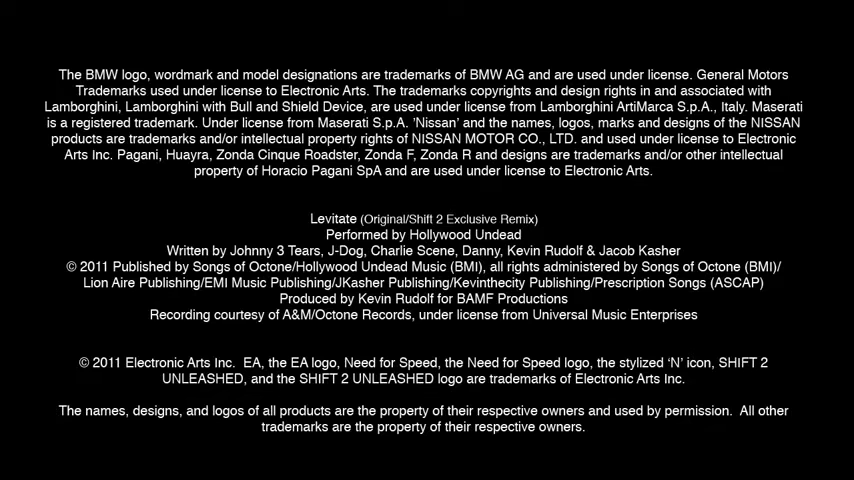 The BMW logo, wordmark and model designations are trademarks of BMW AG and are used under license. General Motors
Trademarks used under license to Electronic Arts. The trademarks copyrights and design rights in and associated with
Lamborghini, Lamborghini with Bull and Shield Device, are used under license from Lamborghini ArtiMarca S.p.A., Italy. Maserati
is a registered trademark. Under license from Maserati S.p.A. 'Nissan' and the names, logos, marks and designs of the NISSAN
products are trademarks and/or intellectual property rights of NISSAN MOTOR CO., LTD. and used under license to Electronic
Arts Inc. Pagani, Huayra, Zonda Cinque Roadster, Zonda F, Zonda R and designs are trademarks and/or other intellectual
property of Horacio Pagani SpA and are used under license to Electronic Arts.
Levitate (Original/Shift 2 Exclusive Remix)
Performed by Hollywood Undead
Written by Johnny 3 Tears, J-Dog, Charlie Scene, Danny, Kevin Rudolf & Jacob Kasher
© 2011 Published by Songs of Octone/Hollywood Undead Music (BMI), all rights administered by Songs of Octone (BMI)/
Lion Aire Publishing/EMI Music Publishing/JKasher Publishing/Kevinthecity Publishing/Prescription Songs (ASCAP)
Produced by Kevin Rudolf for BAMF Productions
Recording courtesy of A&M/Octone Records, under license from Universal Music Enterprises
© 2011 Electronic Arts Inc.  EA, the EA logo, Need for Speed, the Need for Speed logo, the stylized ‘N’ icon, SHIFT 2
UNLEASHED, and the SHIFT 2 UNLEASHED logo are trademarks of Electronic Arts Inc.
The names, designs, and logos of all products are the property of their respective owners and used by permission.  All other
trademarks are the property of their respective owners.